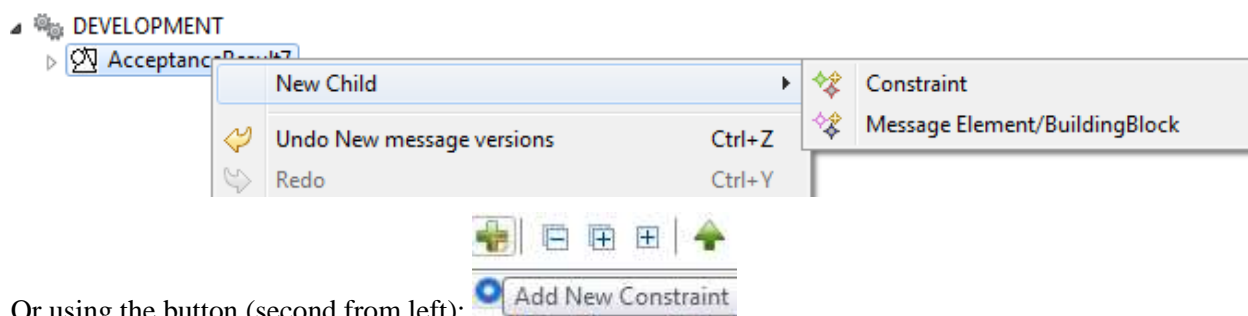 DEVELOPMENT
New Child
Constraint
Undo New message versions Ctrl+Z
Message Element/BuildingBlock
Redo Ctrl+Y
Or using the button (second from left):
Add New Constraint